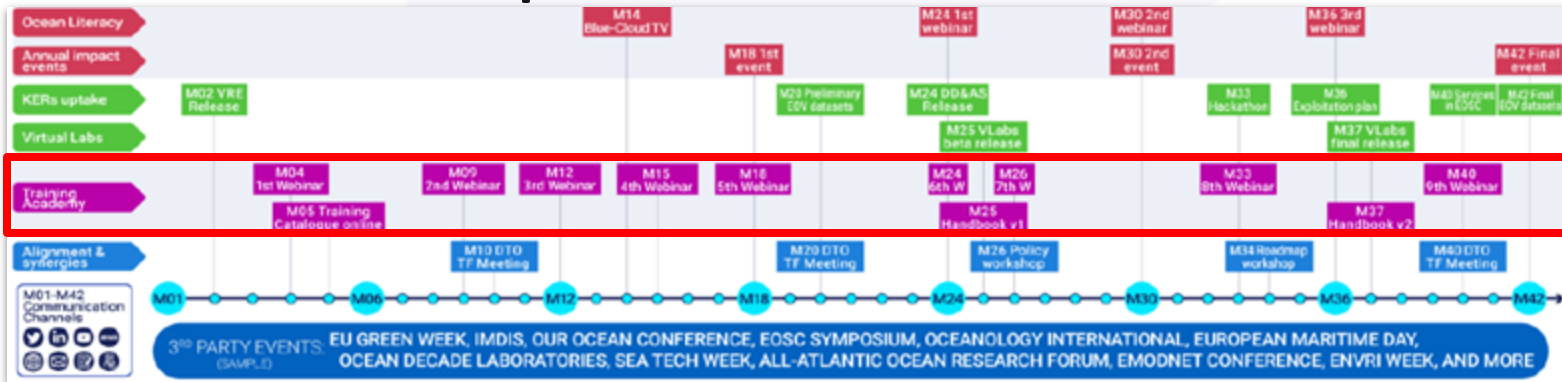 Ocean Literacy
M14
Blue-Cloud TV
M24 1st
webinar
M30 2nd
webinar
M36 3rd
webinar
Annual impact
events
M18 1st
event
M30 2nd
event
M42 Final
event
KERs uptake
M02 VRE
Release
M20 Preliminary
EOV datasets
M24 DD&AS
Release
M33
Hackathon
M36
Exploitation plan
M40 Services
in EOSC
M42 Final
EOV datasets
Virtual Labs
M25 VLabs
beta release
M37 VLabs
final release
Training
Academy
M04
1st Webinar
M09
2nd Webinar
M12
3rd Webinar
M15
4th Webinar
M18
5th Webinar
M24
6th W
M26
7th W
M33
8th Webinar
M40
9th Webinar
M05 Training
Catalogue online
M25
Handbook v1
M37
Handbook v2
Alignment &
synergies
M10 DTO
TF Meeting
M20 DTO
TF Meeting
M26 Policy
workshop
M34 Roadmap
workshop
M40 DTO
TF Meeting
M01-M42
Communication
Channels
M01 M06 M12 M18 M24 M30 M36 M42
3RD PARTY EVENTS:
(SAMPLE)
EU GREEN WEEK, IMDIS, OUR OCEAN CONFERENCE, EOSC SYMPOSIUM, OCEANOLOGY INTERNATIONAL, EUROPEAN MARITIME DAY,
OCEAN DECADE LABORATORIES, SEA TECH WEEK, ALL-ATLANTIC OCEAN RESEARCH FORUM, EMODNET CONFERENCE, ENVRI WEEK, AND MORE